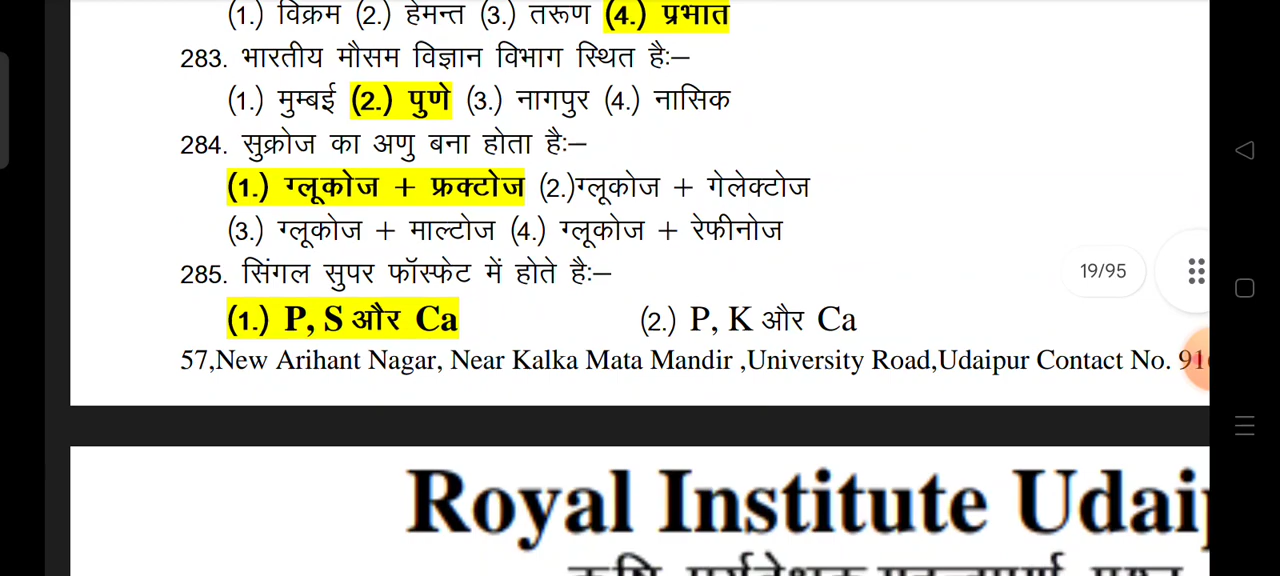 (1.) विक्रम (2.) हेमन्त (3.) तरूण (4.) प्रभात
283. भारतीय मौसम विज्ञान विभाग स्थित है:–
(1.) मुम्बई (2.) पुणे (3.) नागपुर (4.) नासिक
284. सुक्रोज का अणु बना होता है:–
(1.) ग्लूकोज + फ्रक्टोज (2.)ग्लूकोज + गेलेक्टोज
(3.) ग्लूकोज + माल्टोज (4.) ग्लूकोज + रेफीनोज
285. सिंगल सुपर फॉस्फेट में होते है:–
19/95
(1.) P, S और Ca (2.) P, K और Ca
57,New Arihant Nagar, Near Kalka Mata Mandir ,University Road,Udaipur Contact No. 91
Royal Institute